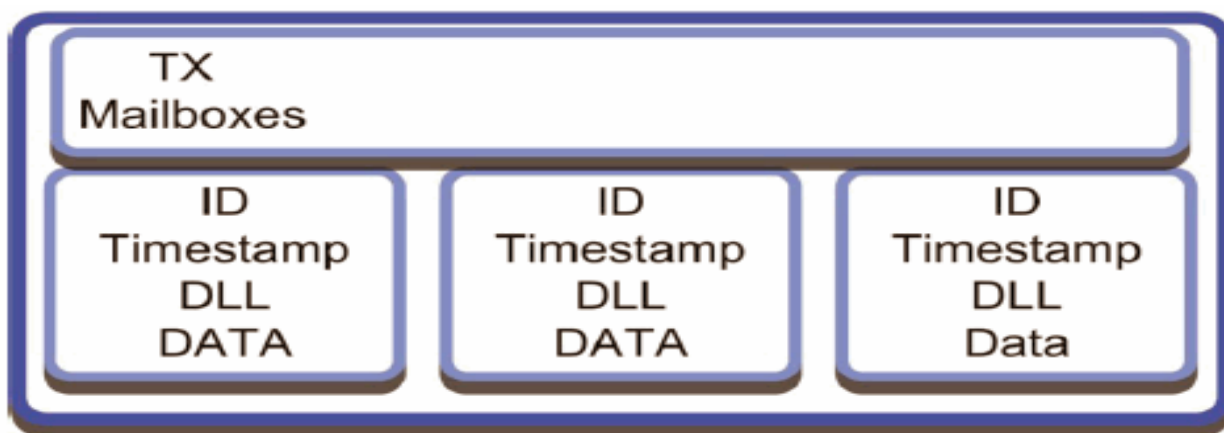 TX
Mailboxes
ID
Timestamp
DLL
DATA
ID
Timestamp
DLL
DATA
ID
Timestamp
DLL
Data